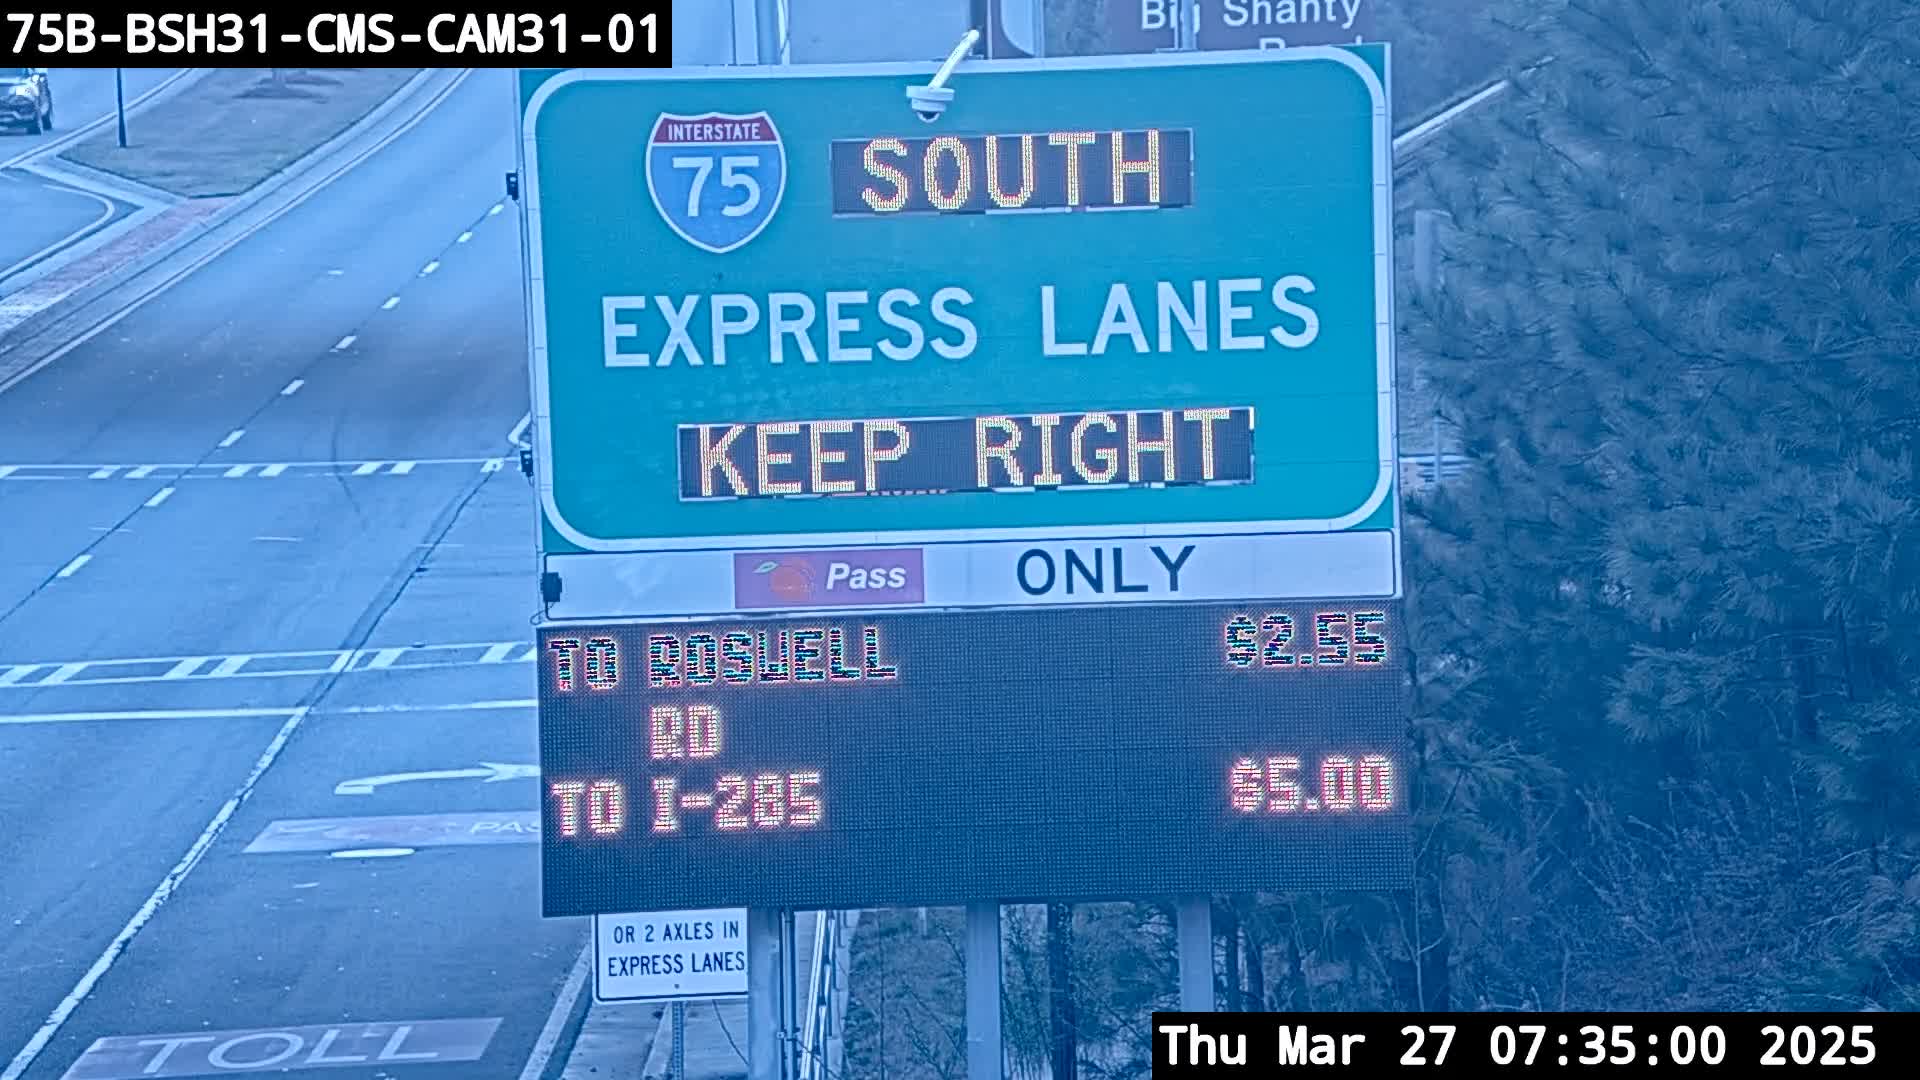 75B-BSH31-CMS-CAM31-01
Big Shanty
INTERSTATE
75
SOUTH
EXPRESS LANES
KEEP RIGHT
Pass ONLY
TO ROSWELL $2.55
RD
TO I-285 $5.00
OR 2 AXLES IN
EXPRESS LANES
TOLL
Thu Mar 27 07:35:00 2025